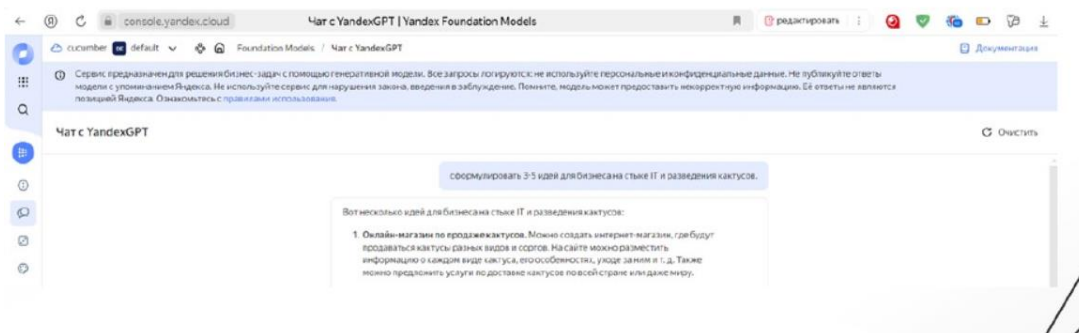 console.yandex.cloud Чат с YandexGPT | Yandex Foundation Models редактировать
cucumber default Foundation Models / Чат с YandexGPT Документация
Сервис предназначен для решения бизнес-задач с помощью генеративной модели. Все запросы логируются: не используйте персональные и конфиденциальные данные. Не публикуйте ответы
модели с упоминанием Яндекса. Не используйте сервис для нарушения закона, введения в заблуждение. Помните, модель может предоставить некорректную информацию. Её ответы не являются
позицией Яндекса. Ознакомьтесь с правилами использования.
Чат с YandexGPT Очистить
сформулировать 3-5 идей для бизнеса на стыке IT и разведения кактусов.
Вот несколько идей для бизнеса на стыке IT и разведения кактусов:
1. Онлайн-магазин по продаже кактусов. Можно создать интернет-магазин, где будут
продаваться кактусы разных видов и сортов. На сайте можно разместить
информацию о каждом виде кактуса, его особенностях, уходе за ним и т. д. Также
можно предложить услуги по доставке кактусов по всей стране или даже миру.